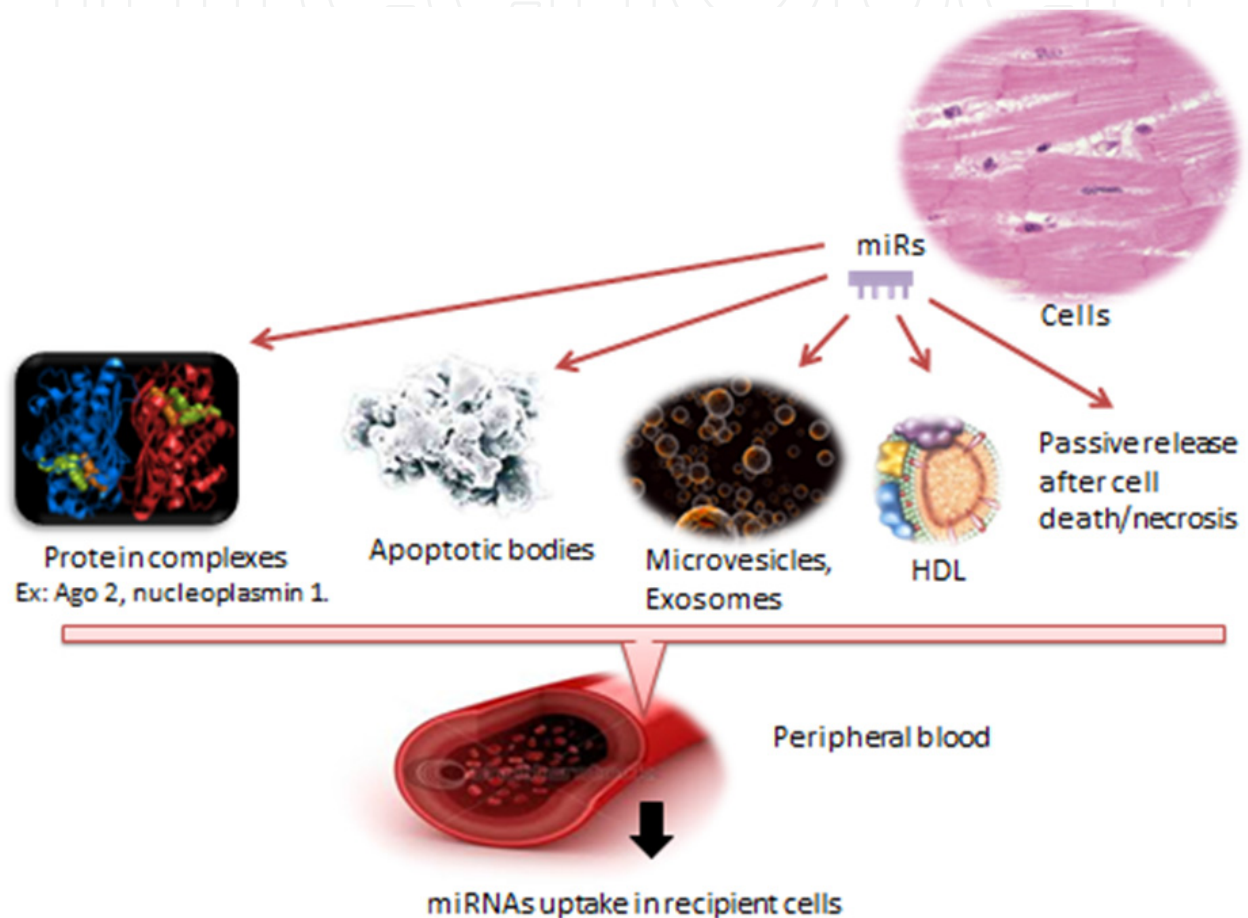 miRs
Cells
Passive release
after cell
death/necrosis
Protein complexes
Ex: Ago 2, nucleoplasmin 1.
Apoptotic bodies
Microvesicles,
Exosomes
HDL
Peripheral blood
miRNAs uptake in recipient cells